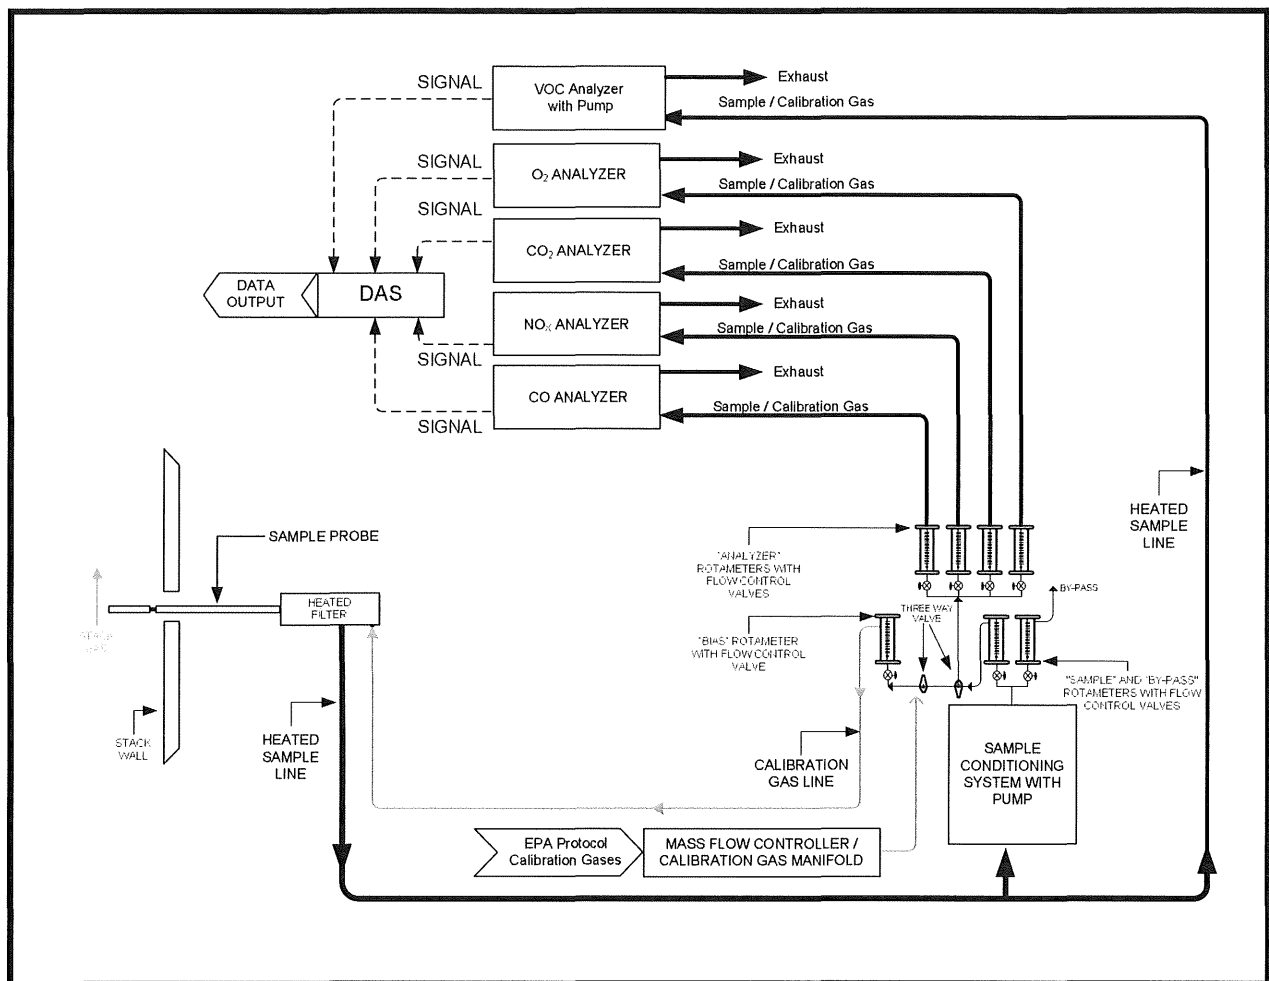 SIGNAL
VOC Analyzer
with Pump
Exhaust
Sample / Calibration Gas
SIGNAL
O₂ ANALYZER
Exhaust
Sample / Calibration Gas
SIGNAL
CO₂ ANALYZER
Exhaust
Sample / Calibration Gas
DATA
OUTPUT
DAS
NOₓ ANALYZER
Exhaust
Sample / Calibration Gas
SIGNAL
CO ANALYZER
Exhaust
Sample / Calibration Gas
SIGNAL
HEATED
SAMPLE
LINE
SAMPLE PROBE
"ANALYZER"
ROTAMETERS WITH
FLOW CONTROL
VALVES
BY-PASS
HEATED
FILTER
THREE WAY
VALVE
STACK
GAS
"BIAS" ROTAMETER
WITH FLOW CONTROL
VALVE
"SAMPLE" AND "BY-PASS"
ROTAMETERS WITH FLOW
CONTROL VALVES
STACK
WALL
HEATED
SAMPLE
LINE
CALIBRATION
GAS LINE
SAMPLE
CONDITIONING
SYSTEM WITH
PUMP
EPA Protocol
Calibration Gases
MASS FLOW CONTROLLER /
CALIBRATION GAS MANIFOLD